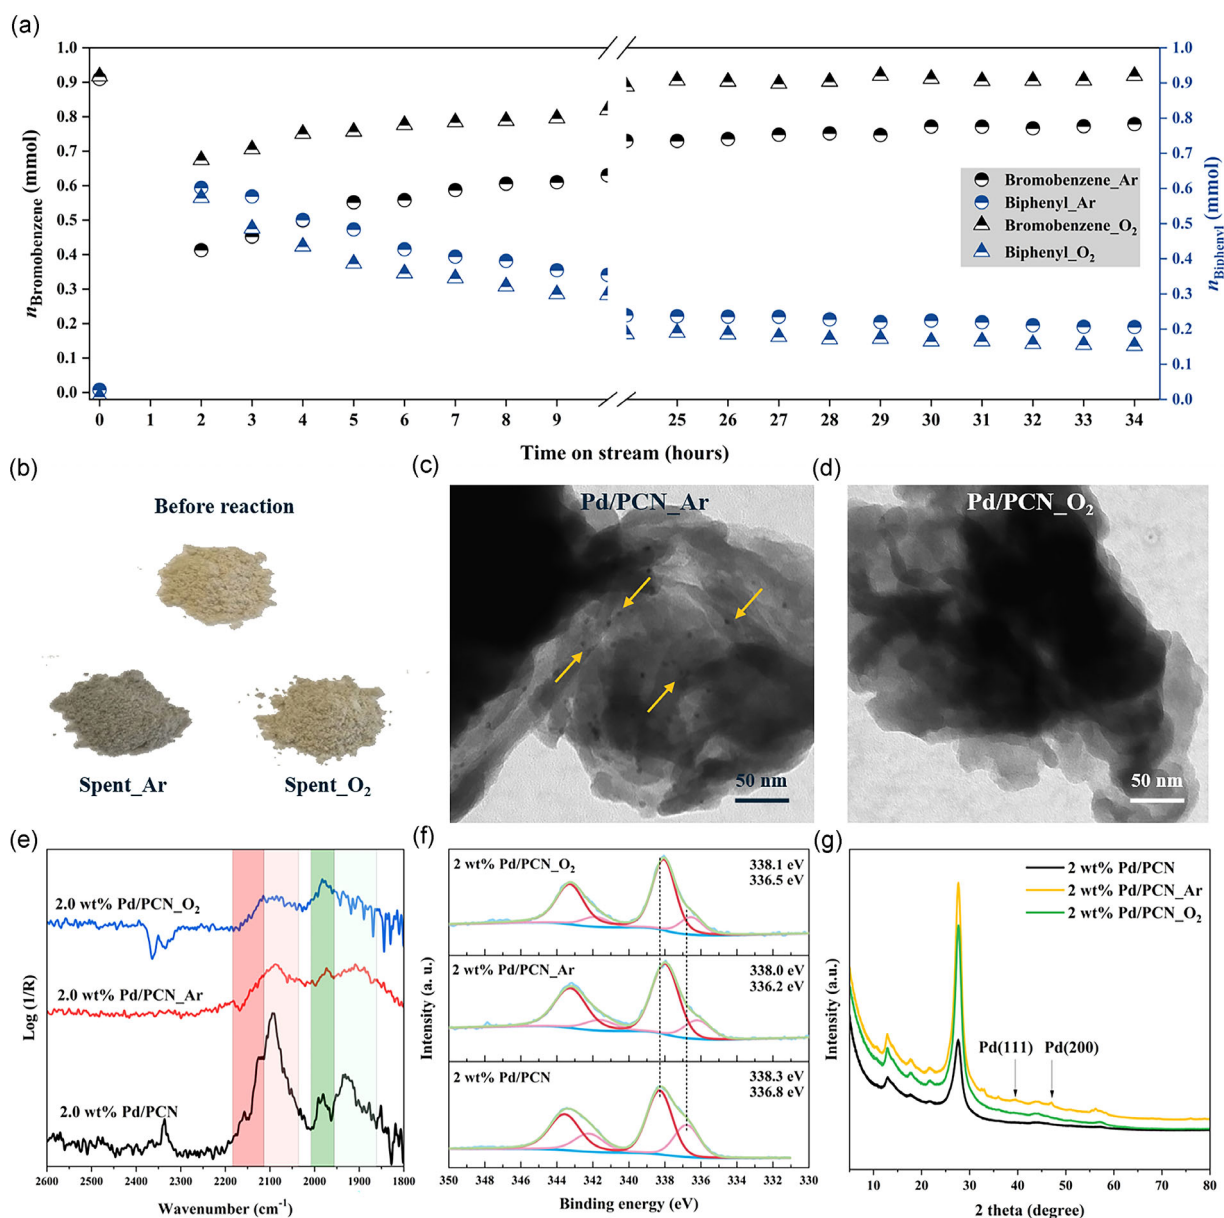 (a)
1.0
0.9
0.8
0.7
0.6
0.5
0.4
0.3
0.2
0.1
0.0
nBromobenzene (mmol)
1.0
0.9
0.8
0.7
0.6
0.5
0.4
0.3
0.2
0.1
0.0
nBiphenyl (mmol)
Bromobenzene_Ar
Biphenyl_Ar
Bromobenzene_O2
Biphenyl_O2
0 1 2 3 4 5 6 7 8 9 25 26 27 28 29 30 31 32 33 34
Time on stream (hours)
(b)
Before reaction
Spent_Ar
Spent_O2
(c)
Pd/PCN_Ar
50 nm
(d)
Pd/PCN_O2
50 nm
(e)
2.0 wt% Pd/PCN_O2
2.0 wt% Pd/PCN_Ar
2.0 wt% Pd/PCN
Log (1/R)
2600 2500 2400 2300 2200 2100 2000 1900 1800
Wavenumber (cm-1)
(f)
2 wt% Pd/PCN_O2
338.1 eV
336.5 eV
2 wt% Pd/PCN_Ar
338.0 eV
336.2 eV
2 wt% Pd/PCN
338.3 eV
336.8 eV
Intensity (a. u.)
350 348 346 344 342 340 338 336 334 332 330
Binding energy (eV)
(g)
2 wt% Pd/PCN
2 wt% Pd/PCN_Ar
2 wt% Pd/PCN_O2
Pd(111)
Pd(200)
Intensity (a.u.)
10 20 30 40 50 60 70 80
2 theta (degree)